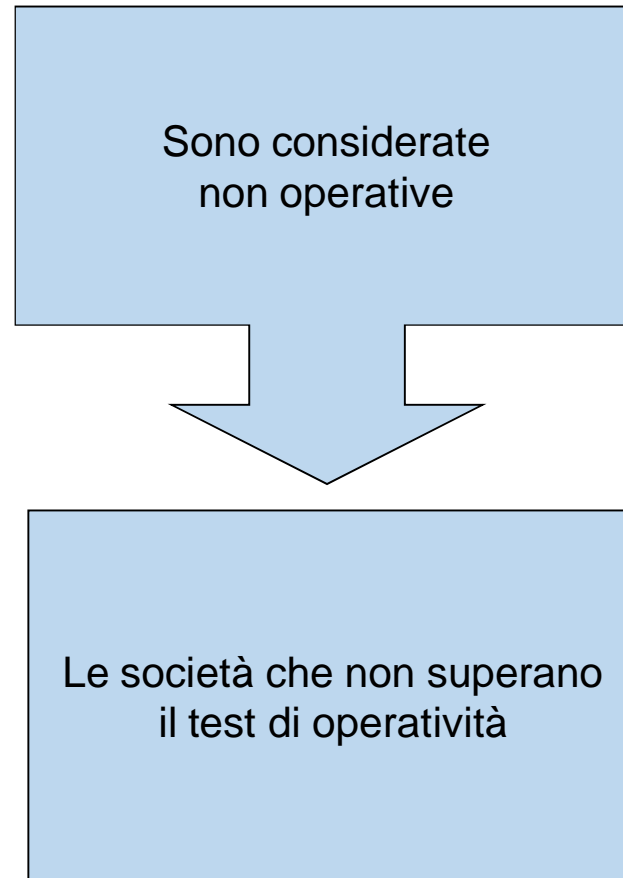 Sono considerate
non operative
Le società che non superano
il test di operatività